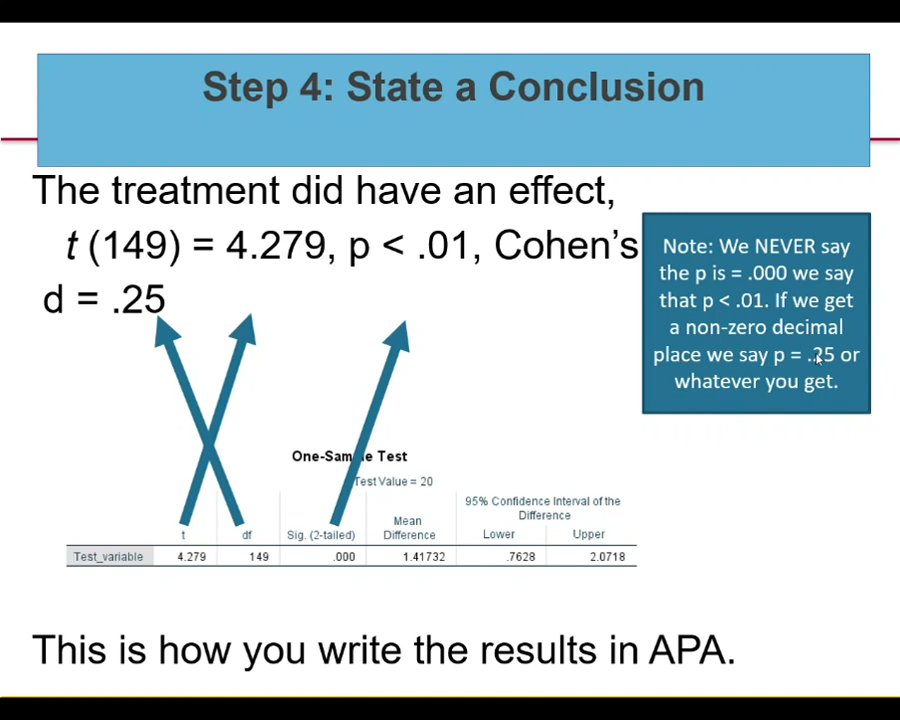 Step 4: State a Conclusion
The treatment did have an effect,
t (149) = 4.279, p < .01, Cohen's
d = .25
Note: We NEVER say
the p is = .000 we say
that p < .01. If we get
a non-zero decimal
place we say p = .25 or
whatever you get.
One-Sample Test
Test Value = 20
95% Confidence Interval of the
Difference
t df Sig. (2-tailed) Mean Difference Lower Upper
Test_variable 4.279 149 .000 1.41732 .7628 2.0718
This is how you write the results in APA.